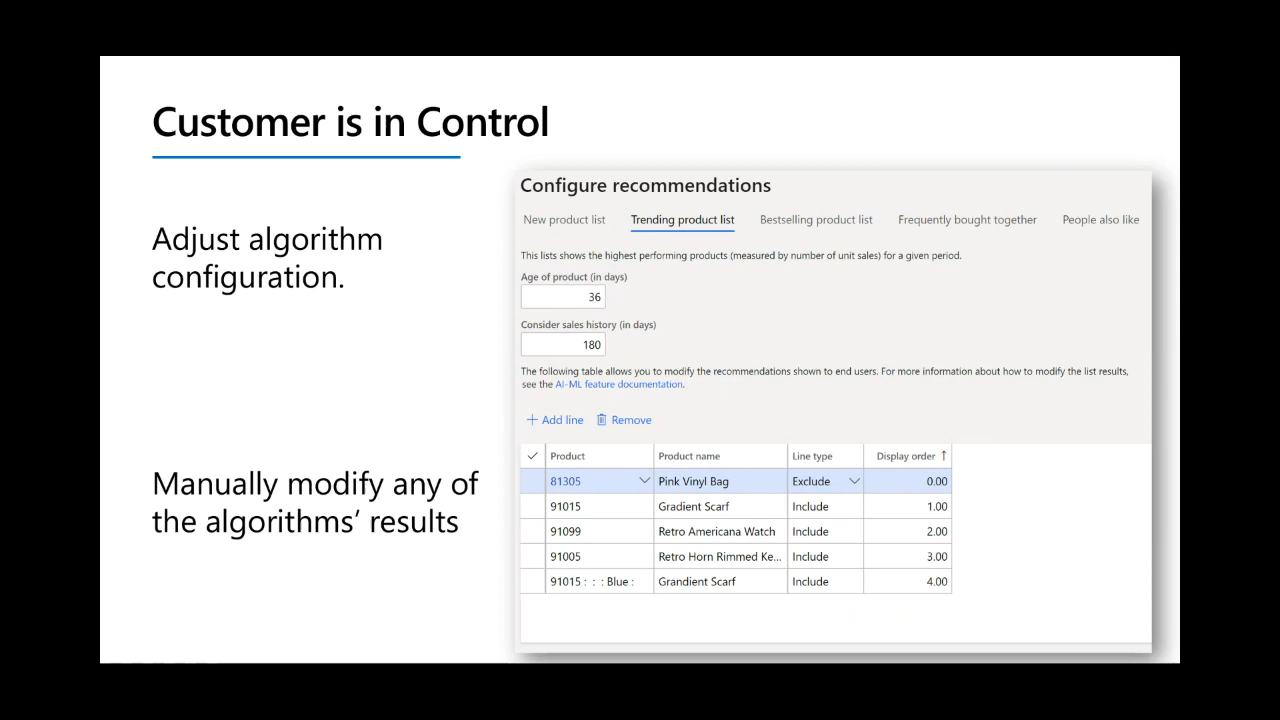 Customer is in Control
Adjust algorithm
configuration.
Manually modify any of
the algorithms’ results
Configure recommendations
New product list Trending product list Bestselling product list Frequently bought together People also like
This lists shows the highest performing products (measured by number of unit sales) for a given period.
Age of product (in days)
36
Consider sales history (in days)
180
The following table allows you to modify the recommendations shown to end users. For more information about how to modify the list results,
see the AI-ML feature documentation.
Add line Remove
Product Product name Line type Display order ↑
81305 Pink Vinyl Bag Exclude 0.00
91015 Gradient Scarf Include 1.00
91099 Retro Americana Watch Include 2.00
91005 Retro Horn Rimmed Ke... Include 3.00
91015 : : : Blue : Grandient Scarf Include 4.00